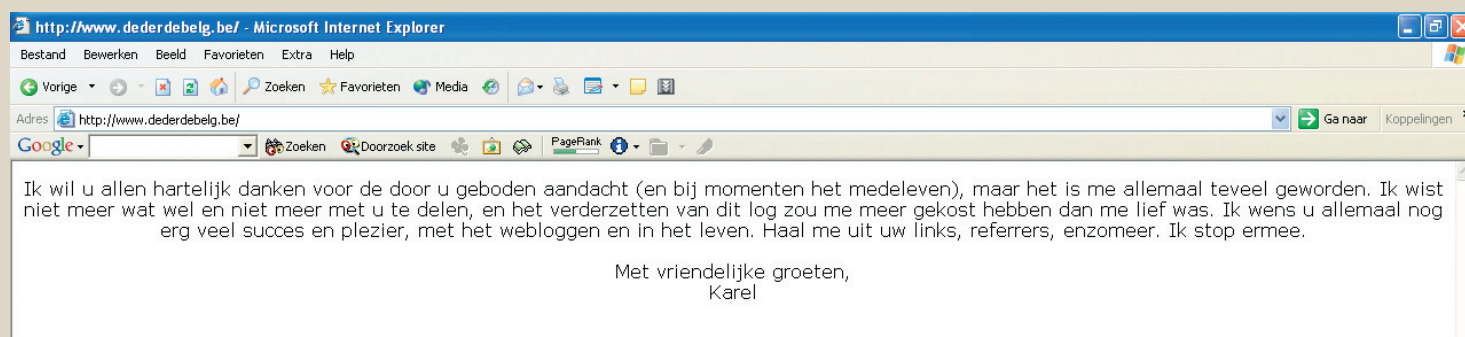 http://www.dederdebelg.be/ - Microsoft Internet Explorer
Bestand Bewerken Beeld Favorieten Extra Help
Vorige Zoeken Favorieten Media
Adres http://www.dederdebelg.be/ Ga naar Koppelingen
Google Zoeken Doorzoek site PageRank
Ik wil u allen hartelijk danken voor de door u geboden aandacht (en bij momenten het medeleven), maar het is me allemaal teveel geworden. Ik wist
niet meer wat wel en niet meer met u te delen, en het verderzetten van dit log zou me meer gekost hebben dan me lief was. Ik wens u allemaal nog
erg veel succes en plezier, met het webloggen en in het leven. Haal me uit uw links, referrers, enzomeer. Ik stop ermee.
Met vriendelijke groeten,
Karel